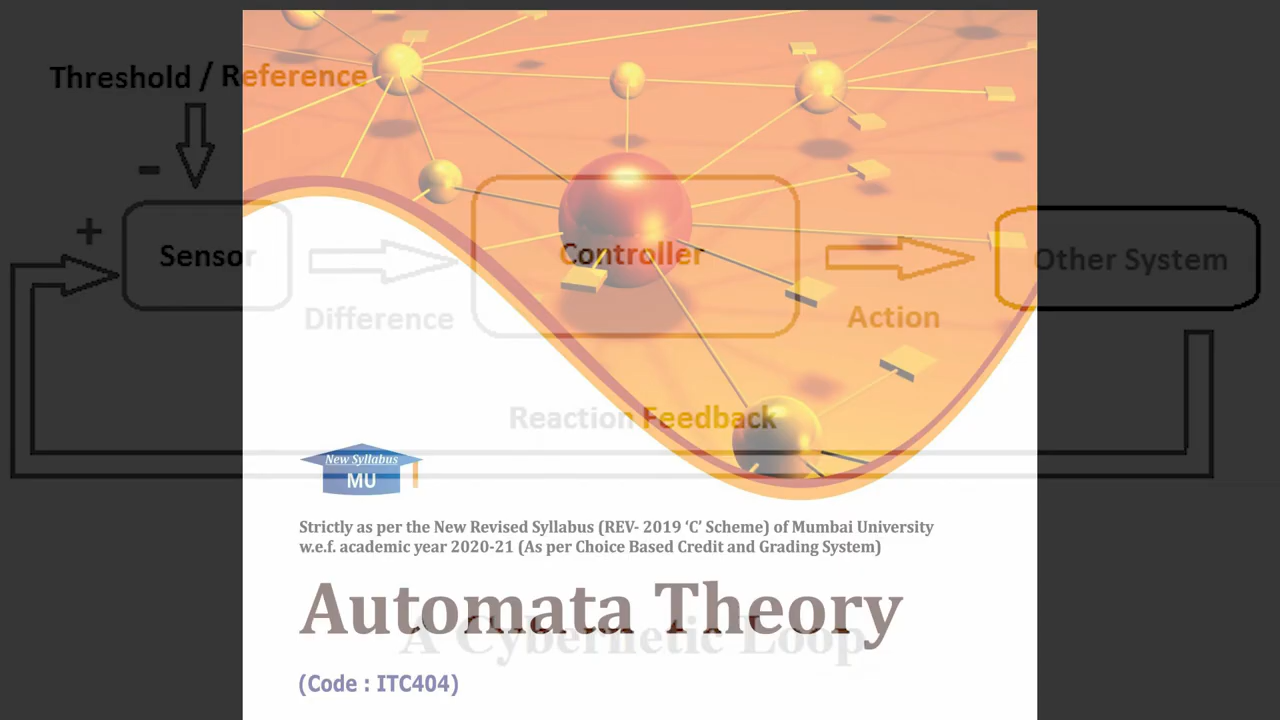 Threshold / Reference
-
+
Sensor
Controller
Other System
Difference
Action
Reaction Feedback
New Syllabus
MU
Strictly as per the New Revised Syllabus (REV- 2019 ‘C’ Scheme) of Mumbai University
w.e.f. academic year 2020-21 (As per Choice Based Credit and Grading System)
Automata Theory
A Cybernetic Loop
(Code : ITC404)